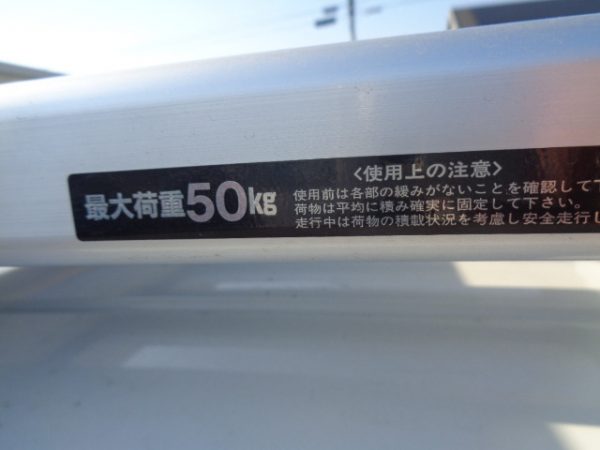 最大荷重50kg
<使用上の注意>
使用前は各部の緩みがないことを確認して下
荷物は平均に積み確実に固定して下さい。
走行中は荷物の積載状況を考慮し安全走行し